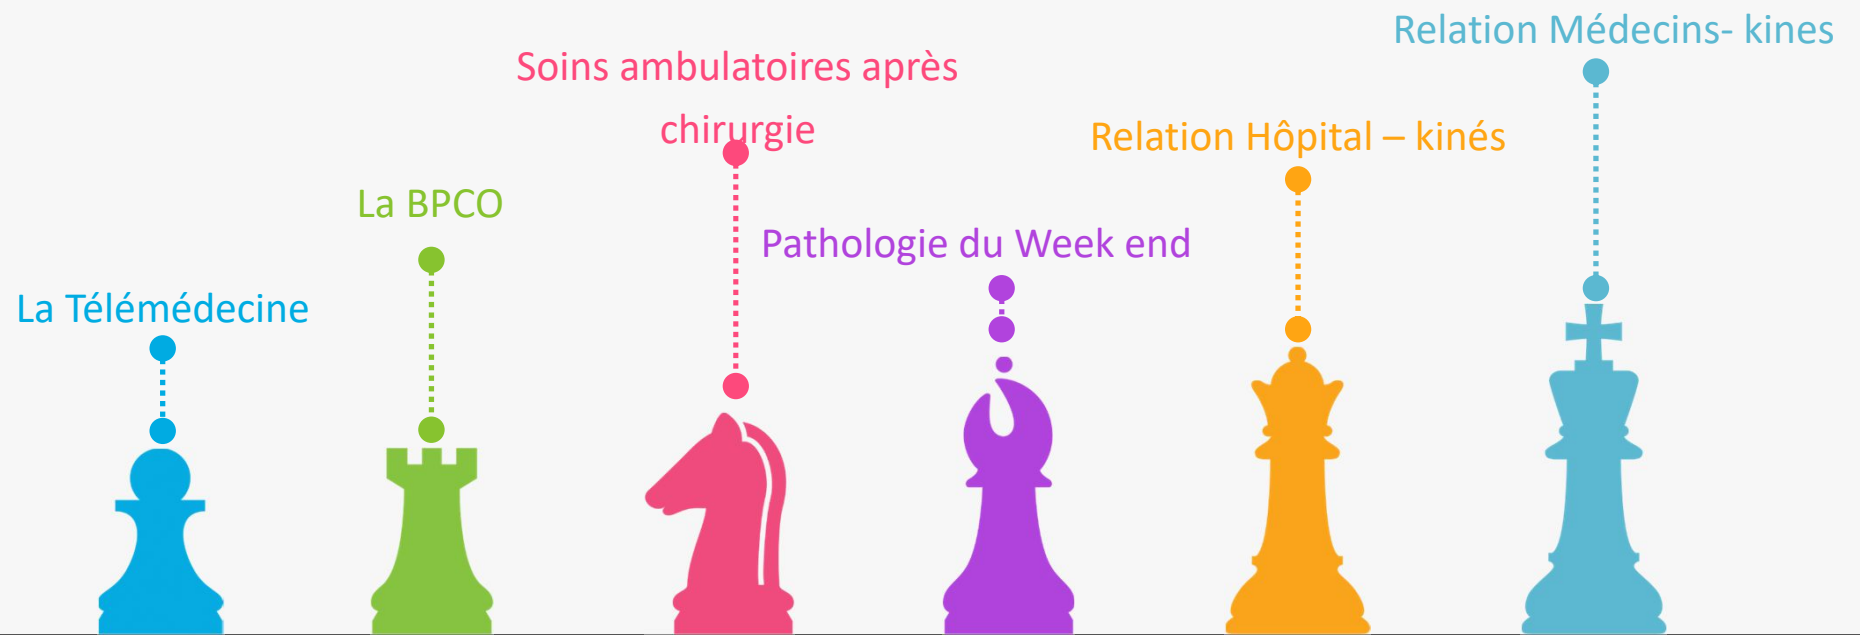 La Télémédecine
La BPCO
Soins ambulatoires après
chirurgie
Pathologie du Week end
Relation Hôpital – kinés
Relation Médecins- kines